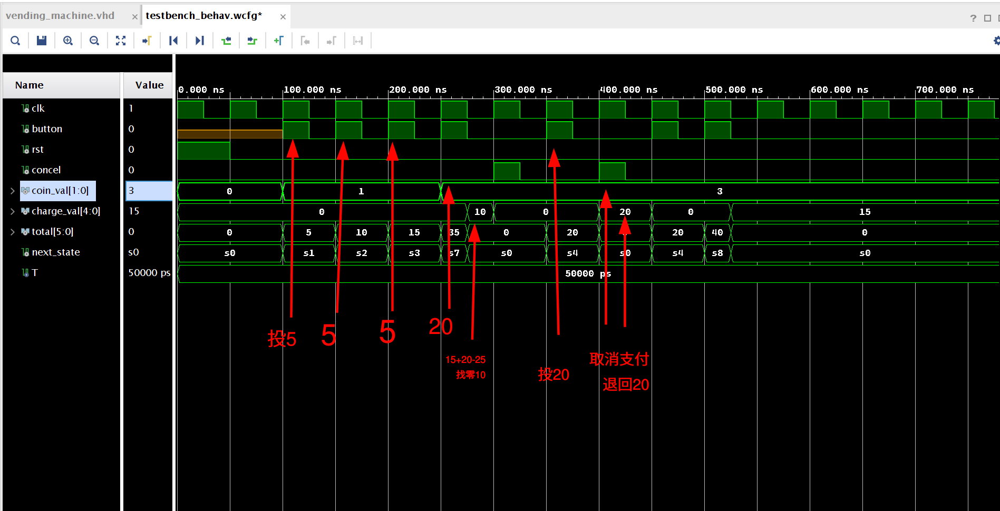 vending_machine.vhd × testbench_behav.wcfg* × ?
Name Value
0.000 ns 100.000 ns 200.000 ns 300.000 ns 400.000 ns 500.000 ns 600.000 ns 700.000 ns
clk 1
button 0
rst 0
concel 0
coin_val[1:0] 3 0 1 3
charge_val[4:0] 15 0 10 0 20 0 15
total[5:0] 0 0 5 10 15 35 0 20 20 40 0
next_state s0 s0 s1 s2 s3 s7 s0 s4 s0 s4 s8 s0
T 50000 ps 50000 ps
投5 5 5 20
15+20-25
找零10
投20
取消支付
退回20